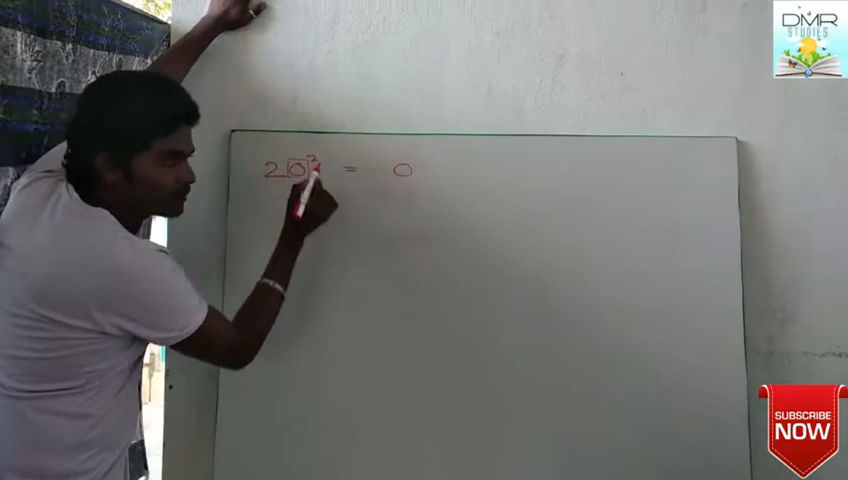 DMR
STUDIES
20² = 0
SUBSCRIBE
NOW